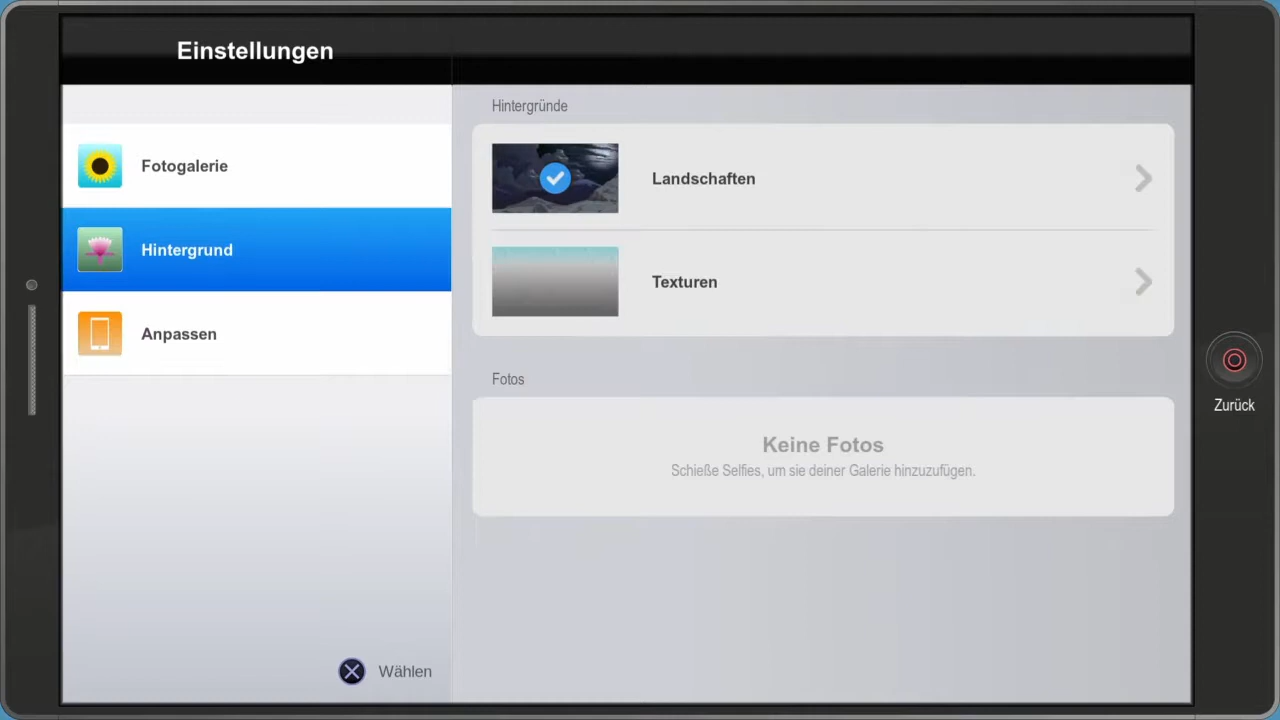 Einstellungen
Fotogalerie
Hintergrund
Anpassen
Wählen
Hintergründe
Landschaften
Texturen
Fotos
Keine Fotos
Schieße Selfies, um sie deiner Galerie hinzuzufügen.
Zurück